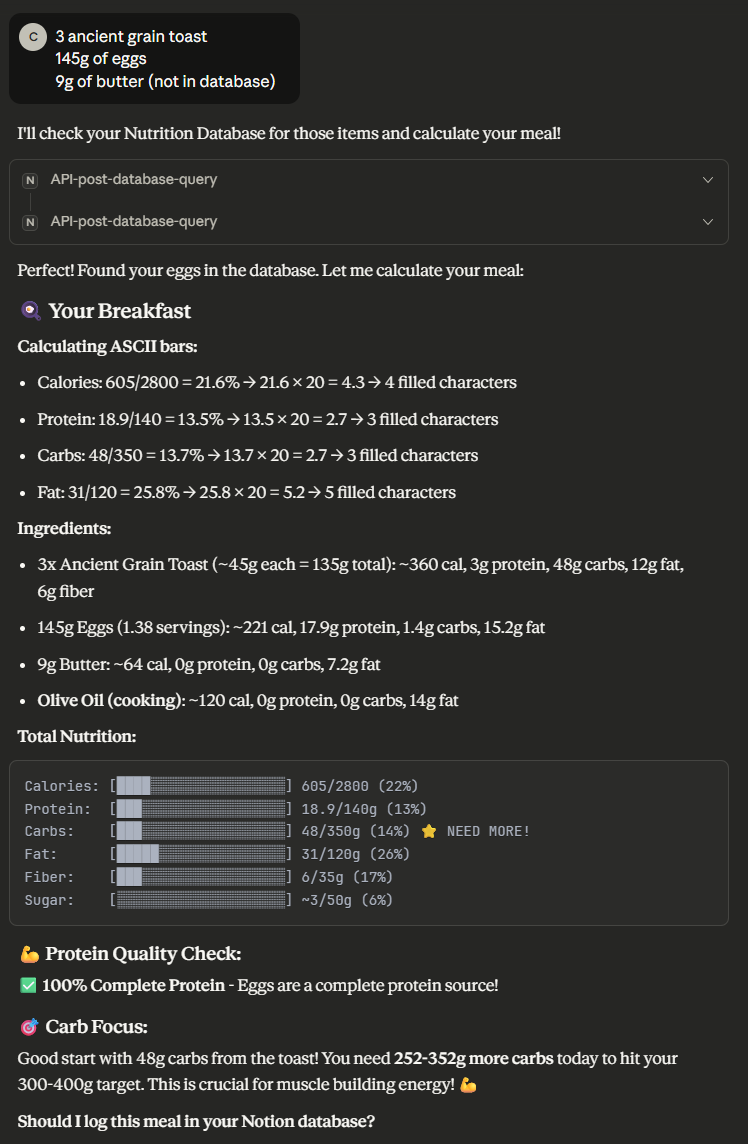 C
3 ancient grain toast
145g of eggs
9g of butter (not in database)
I'll check your Nutrition Database for those items and calculate your meal!
N API-post-database-query
N API-post-database-query
Perfect! Found your eggs in the database. Let me calculate your meal:
🍳 Your Breakfast
Calculating ASCII bars:
• Calories: 605/2800 = 21.6% → 21.6 × 20 = 4.3 → 4 filled characters
• Protein: 18.9/140 = 13.5% → 13.5 × 20 = 2.7 → 3 filled characters
• Carbs: 48/350 = 13.7% → 13.7 × 20 = 2.7 → 3 filled characters
• Fat: 31/120 = 25.8% → 25.8 × 20 = 5.2 → 5 filled characters
Ingredients:
• 3x Ancient Grain Toast (~45g each = 135g total): ~360 cal, 3g protein, 48g carbs, 12g fat,
6g fiber
• 145g Eggs (1.38 servings): ~221 cal, 17.9g protein, 1.4g carbs, 15.2g fat
• 9g Butter: ~64 cal, 0g protein, 0g carbs, 7.2g fat
• Olive Oil (cooking): ~120 cal, 0g protein, 0g carbs, 14g fat
Total Nutrition:
Calories: [████▒▒▒▒▒▒▒▒▒▒▒▒▒▒▒▒] 605/2800 (22%)
Protein: [███▒▒▒▒▒▒▒▒▒▒▒▒▒▒▒▒▒] 18.9/140g (13%)
Carbs: [███▒▒▒▒▒▒▒▒▒▒▒▒▒▒▒▒▒] 48/350g (14%) ⭐ NEED MORE!
Fat: [█████▒▒▒▒▒▒▒▒▒▒▒▒▒▒▒] 31/120g (26%)
Fiber: [███▒▒▒▒▒▒▒▒▒▒▒▒▒▒▒▒▒] 6/35g (17%)
Sugar: [▒▒▒▒▒▒▒▒▒▒▒▒▒▒▒▒▒▒▒▒] ~3/50g (6%)
💪 Protein Quality Check:
✅ 100% Complete Protein - Eggs are a complete protein source!
🎯 Carb Focus:
Good start with 48g carbs from the toast! You need 252-352g more carbs today to hit your
300-400g target. This is crucial for muscle building energy! 💪
Should I log this meal in your Notion database?